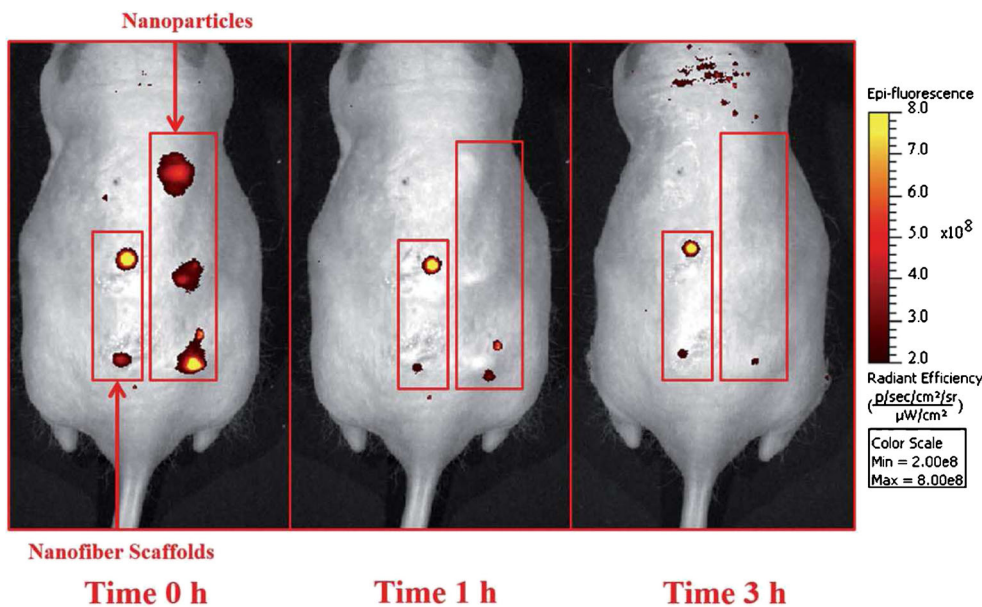 Nanoparticles
Epi-fluorescence
8.0
7.0
6.0
5.0
x10⁸
4.0
3.0
2.0
Radiant Efficiency
(p/sec/cm²/sr / µW/cm²)
Color Scale
Min = 2.00e8
Max = 8.00e8
Nanofiber Scaffolds
Time 0 h
Time 1 h
Time 3 h